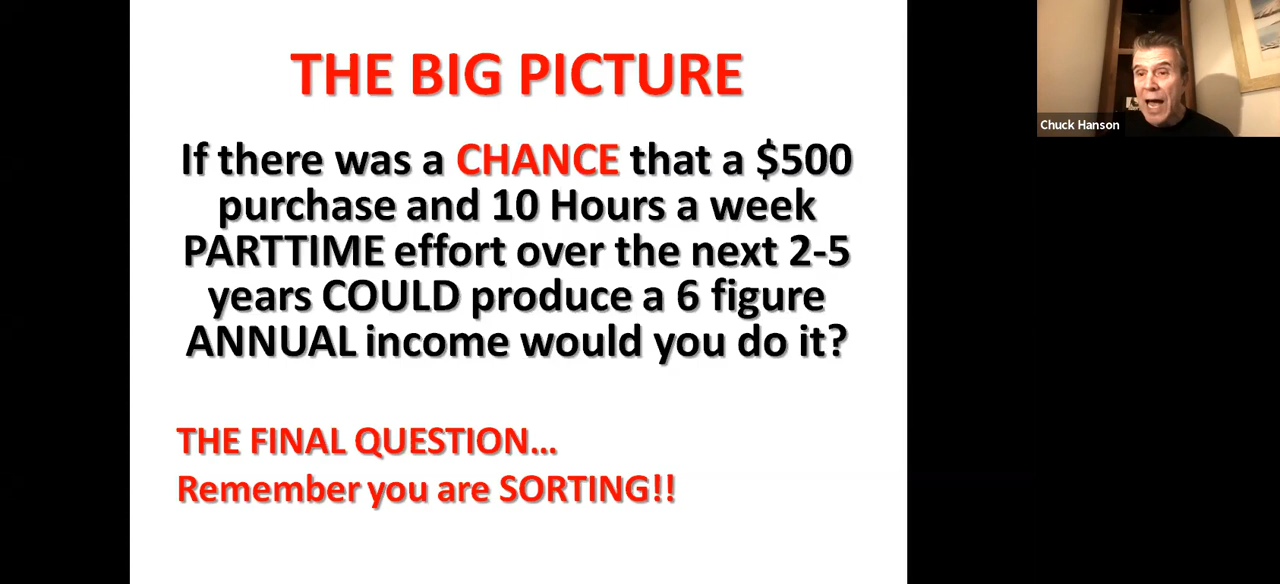 THE BIG PICTURE
If there was a CHANCE that a $500
purchase and 10 Hours a week
PARTTIME effort over the next 2-5
years COULD produce a 6 figure
ANNUAL income would you do it?
THE FINAL QUESTION...
Remember you are SORTING!!
Chuck Hanson